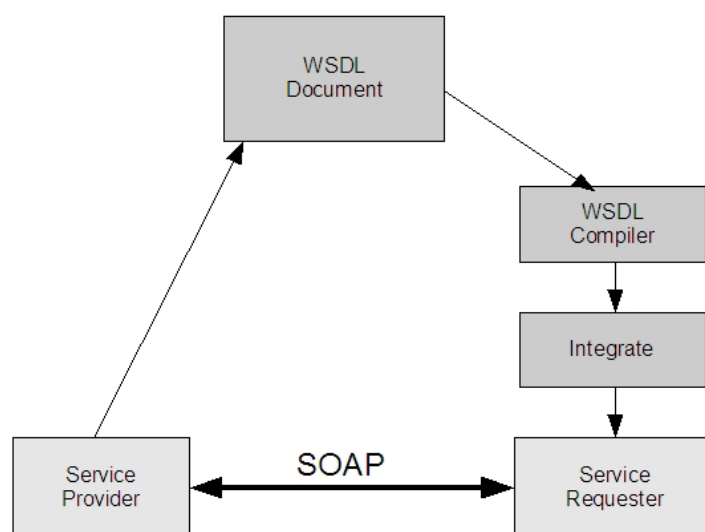 WSDL
Document
WSDL
Compiler
Integrate
SOAP
Service
Provider
Service
Requester